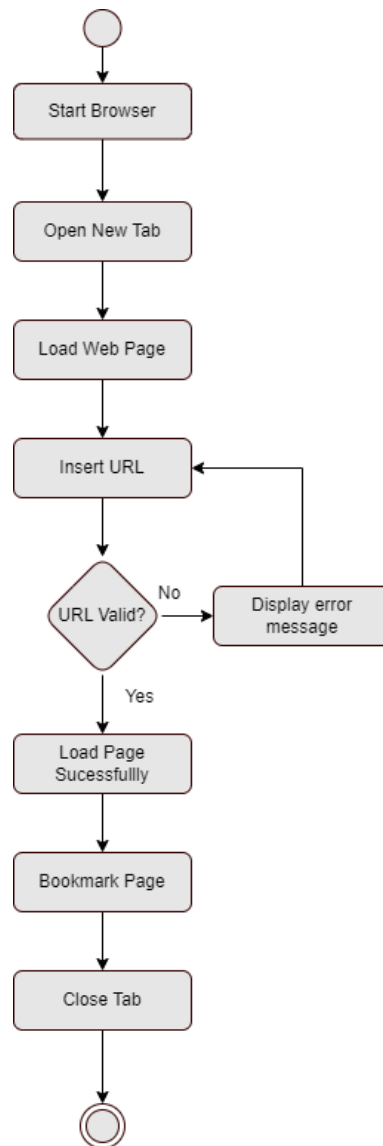 Start Browser
Open New Tab
Load Web Page
Insert URL
URL Valid?
No
Display error
message
Yes
Load Page
Sucessfullly
Bookmark Page
Close Tab